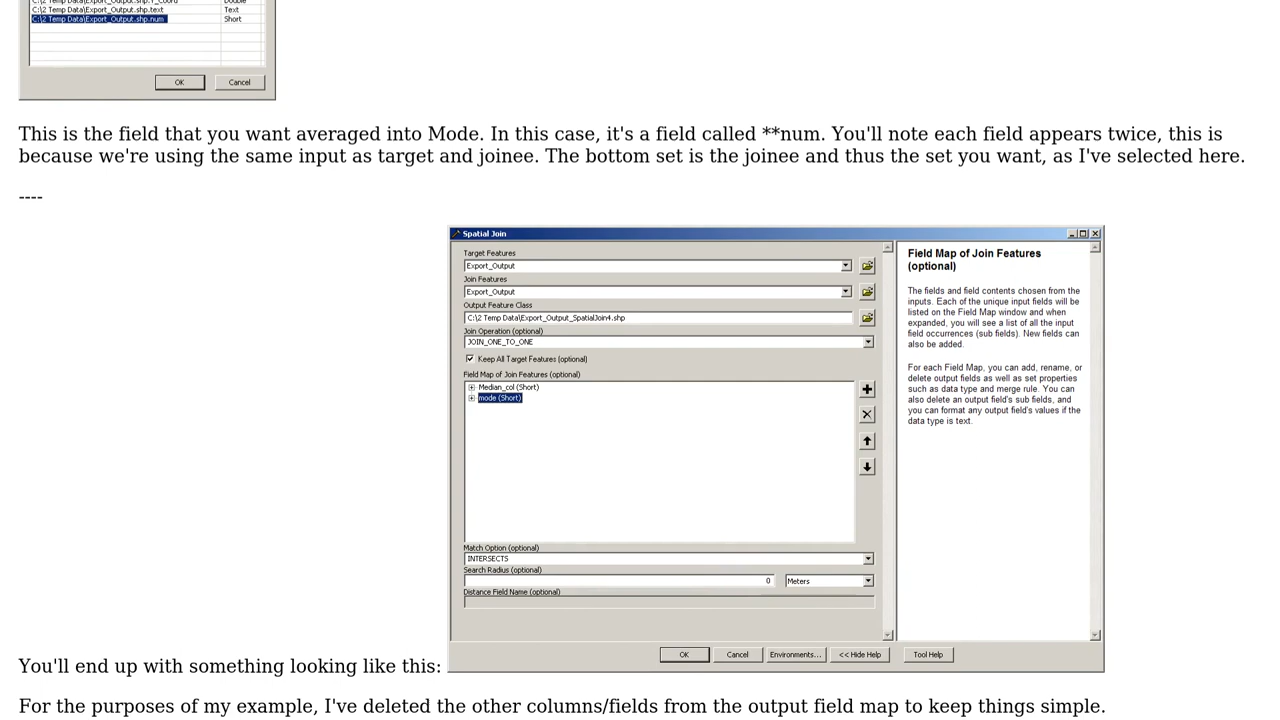 C:\2 Temp Data\Export_Output.shp.Y_Coord Double
C:\2 Temp Data\Export_Output.shp.text Text
C:\2 Temp Data\Export_Output.shp.num Short
OK Cancel
This is the field that you want averaged into Mode. In this case, it's a field called **num. You'll note each field appears twice, this is
because we're using the same input as target and joinee. The bottom set is the joinee and thus the set you want, as I've selected here.
----
Spatial Join
Target Features
Export_Output
Join Features
Export_Output
Output Feature Class
C:\2 Temp Data\Export_Output_SpatialJoin4.shp
Join Operation (optional)
JOIN_ONE_TO_ONE
Keep All Target Features (optional)
Field Map of Join Features (optional)
Median_col (Short)
mode (Short)
Match Option (optional)
INTERSECTS
Search Radius (optional)
0 Meters
Distance Field Name (optional)
Field Map of Join Features
(optional)
The fields and field contents chosen from the
inputs. Each of the unique input fields will be
listed on the Field Map window and when
expanded, you will see a list of all the input
field occurrences (sub fields). New fields can
also be added.
For each Field Map, you can add, rename, or
delete output fields as well as set properties
such as data type and merge rule. You can
also delete an output field's sub fields, and
you can format any output field's values if the
data type is text.
OK Cancel Environments... << Hide Help Tool Help
You'll end up with something looking like this:
For the purposes of my example, I've deleted the other columns/fields from the output field map to keep things simple.